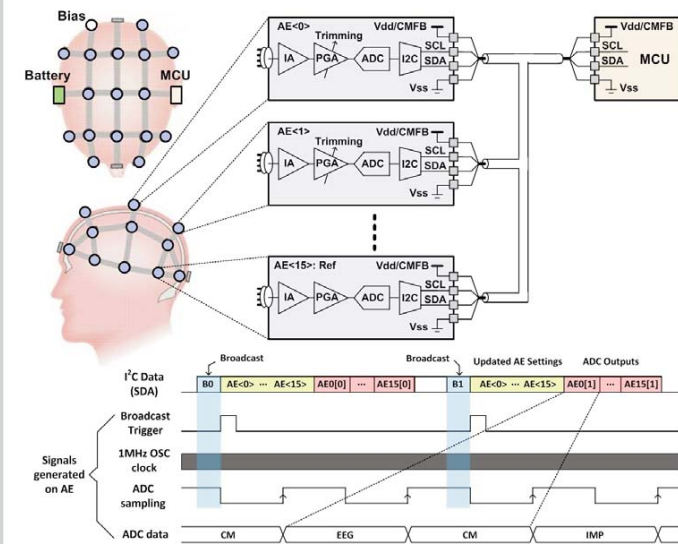 Bias
Battery
MCU
AE<0>
Trimming
IA
PGA
ADC
I2C
Vdd/CMFB
SCL
SDA
Vss
Vdd/CMFB
SCL
SDA
MCU
Vss
AE<1>
Trimming
IA
PGA
ADC
I2C
Vdd/CMFB
SCL
SDA
Vss
AE<15>: Ref
IA
PGA
ADC
I2C
Vdd/CMFB
SCL
SDA
Vss
Broadcast
Broadcast
Updated AE Settings
ADC Outputs
I²C Data
(SDA)
B0 AE<0> ··· AE<15> AE0[0] ··· AE15[0] B1 AE<0> ··· AE<15> AE0[1] ··· AE15[1]
Broadcast
Trigger
Signals
generated
on AE
1MHz OSC
clock
ADC
sampling
ADC data
CM EEG CM IMP